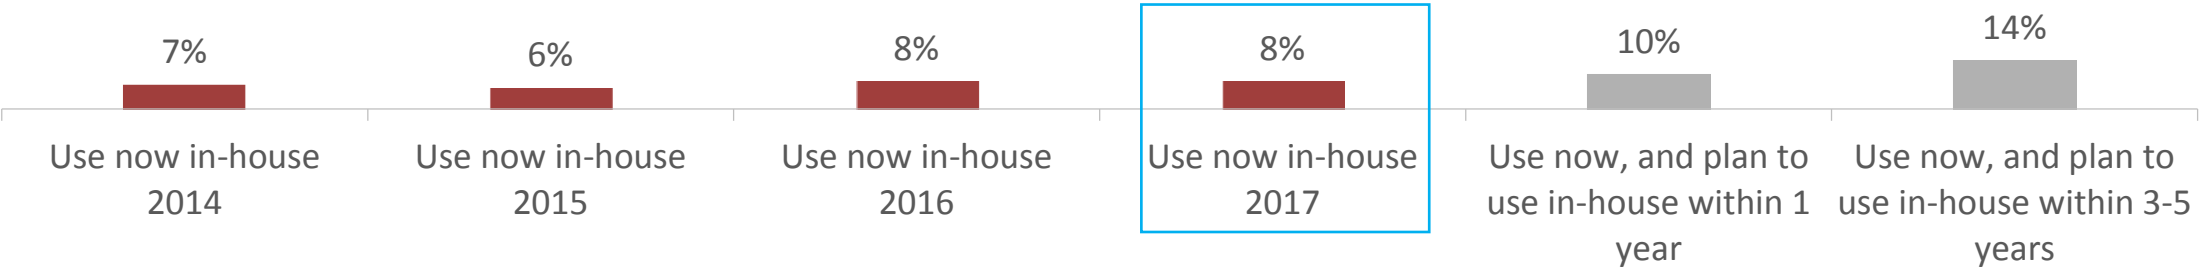 7%
6%
8%
8%
10%
14%
Use now in-house
2014
Use now in-house
2015
Use now in-house
2016
Use now in-house
2017
Use now, and plan to
use in-house within 1
year
Use now, and plan to
use in-house within 3-5
years